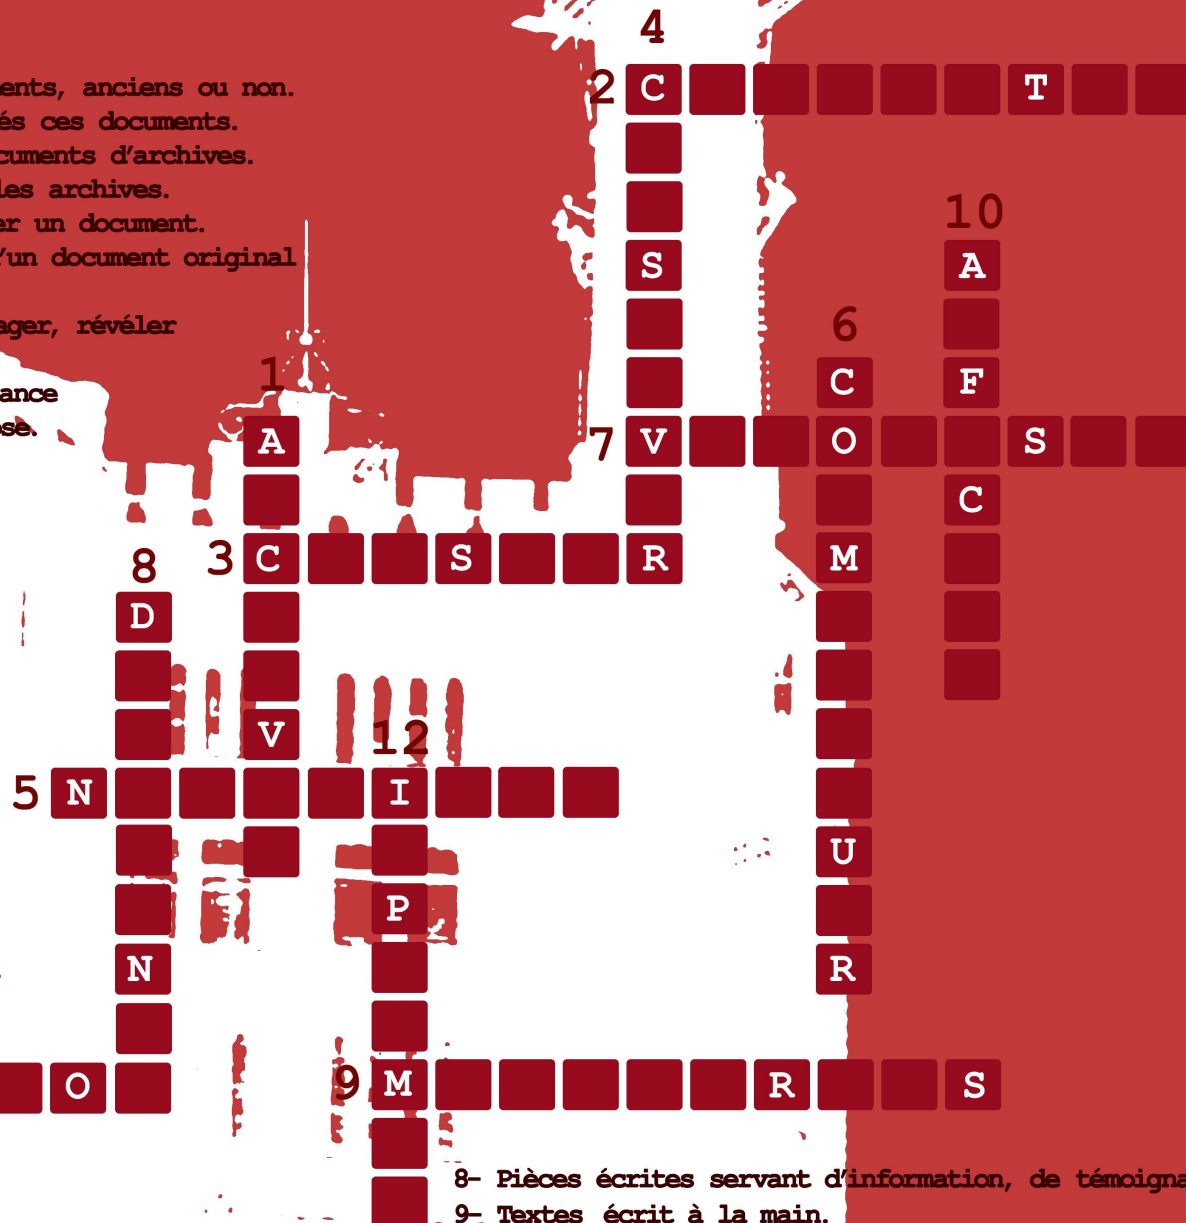 4
ents, anciens ou non.
2 C T
és ces documents.
cuments d'archives.
les archives.
er un document.
10
'un document original
A
S
ager, révéler
6
1
C F
ance
ose.
A
7 V O S
C
8
3 C S R
M
D
V
12
5 N I
U
P
N
R
O
9 M R S
8- Pièces écrites servant d'information, de témoigna
9- Textes écrit à la main.